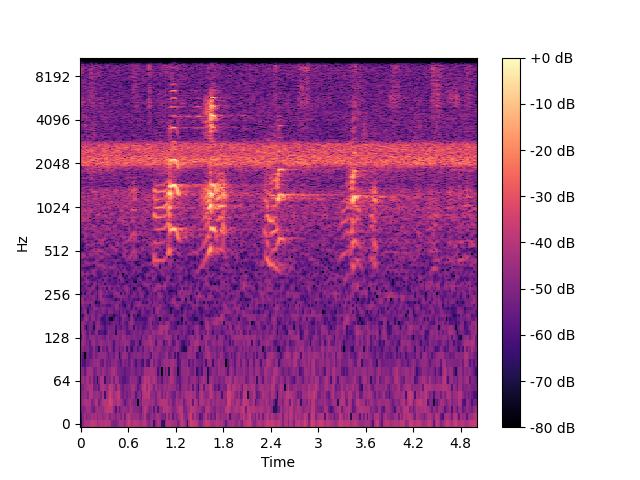 8192
4096
2048
1024
512
256
128
64
0
Hz
0 0.6 1.2 1.8 2.4 3 3.6 4.2 4.8
Time
+0 dB
-10 dB
-20 dB
-30 dB
-40 dB
-50 dB
-60 dB
-70 dB
-80 dB